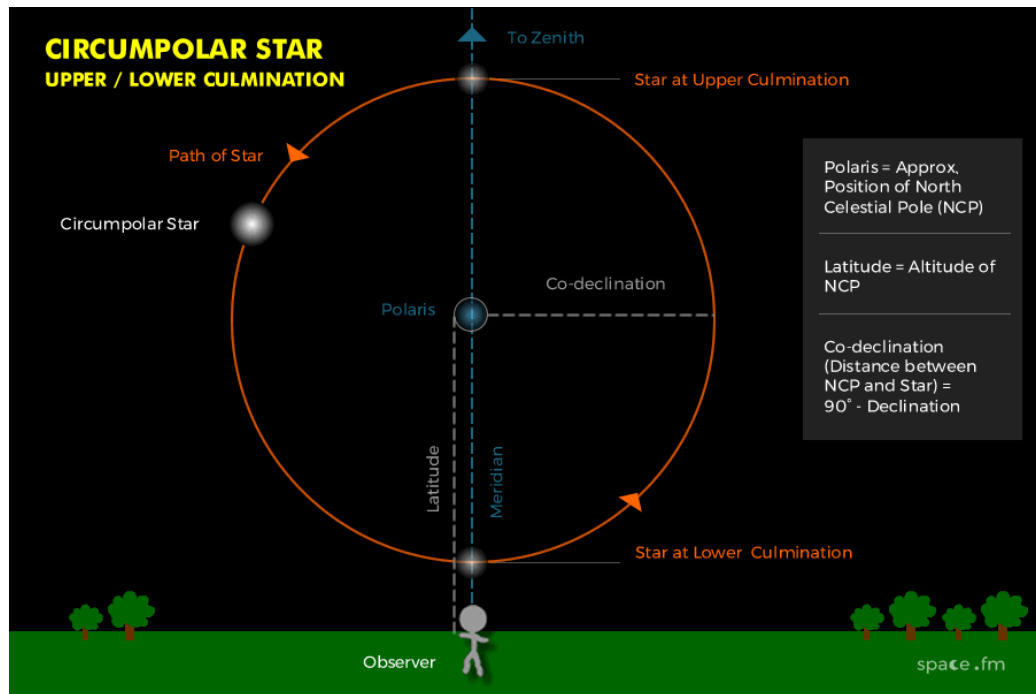 CIRCUMPOLAR STAR
UPPER / LOWER CULMINATION
To Zenith
Star at Upper Culmination
Path of Star
Circumpolar Star
Polaris
Co-declination
Latitude
Meridian
Star at Lower Culmination
Observer
Polaris = Approx.
Position of North
Celestial Pole (NCP)
Latitude = Altitude of
NCP
Co-declination
(Distance between
NCP and Star) =
90° - Declination
space.fm